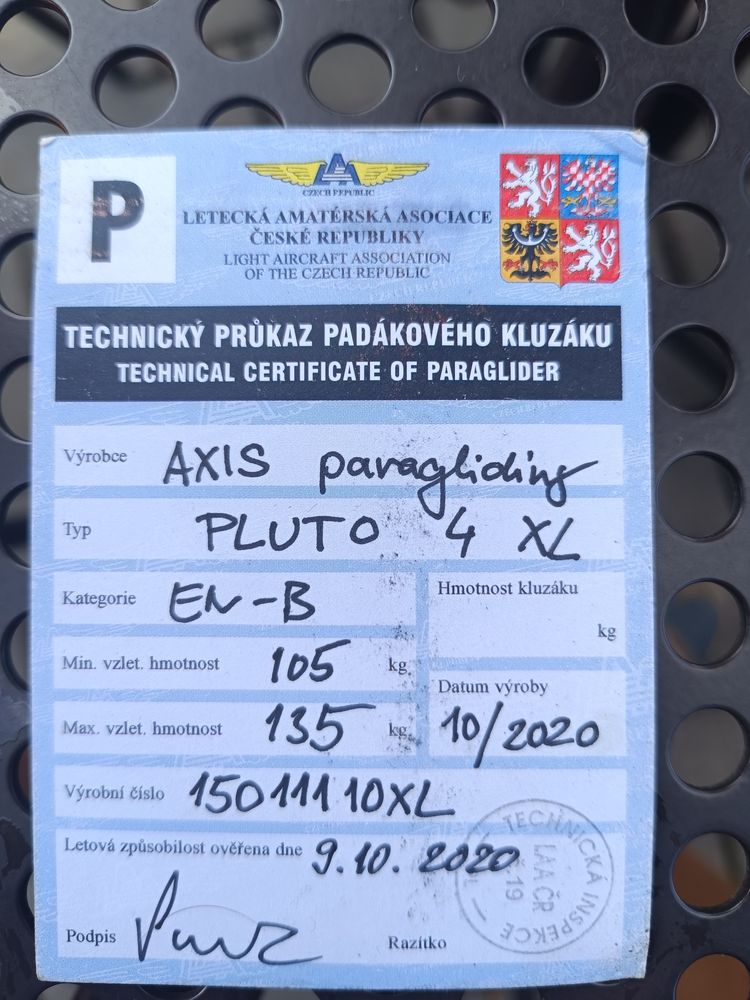 P
CZECH REPUBLIC
LETECKÁ AMATÉRSKÁ ASOCIACE
ČESKÉ REPUBLIKY
LIGHT AIRCRAFT ASSOCIATION
OF THE CZECH REPUBLIC
TECHNICKÝ PRŮKAZ PADÁKOVÉHO KLUZÁKU
TECHNICAL CERTIFICATE OF PARAGLIDER
Výrobce AXIS paragliding
Typ PLUTO 4 XL
Kategorie EN-B
Hmotnost kluzáku
kg
Min. vzlet. hmotnost 105 kg
Max. vzlet. hmotnost 135 kg
Datum výroby
10/2020
Výrobní číslo 15011110XL
Letová způsobilost ověřena dne 9.10.2020
Podpis
Razítko
TECHNICKÁ INSPEKCE
LAA ČR
19